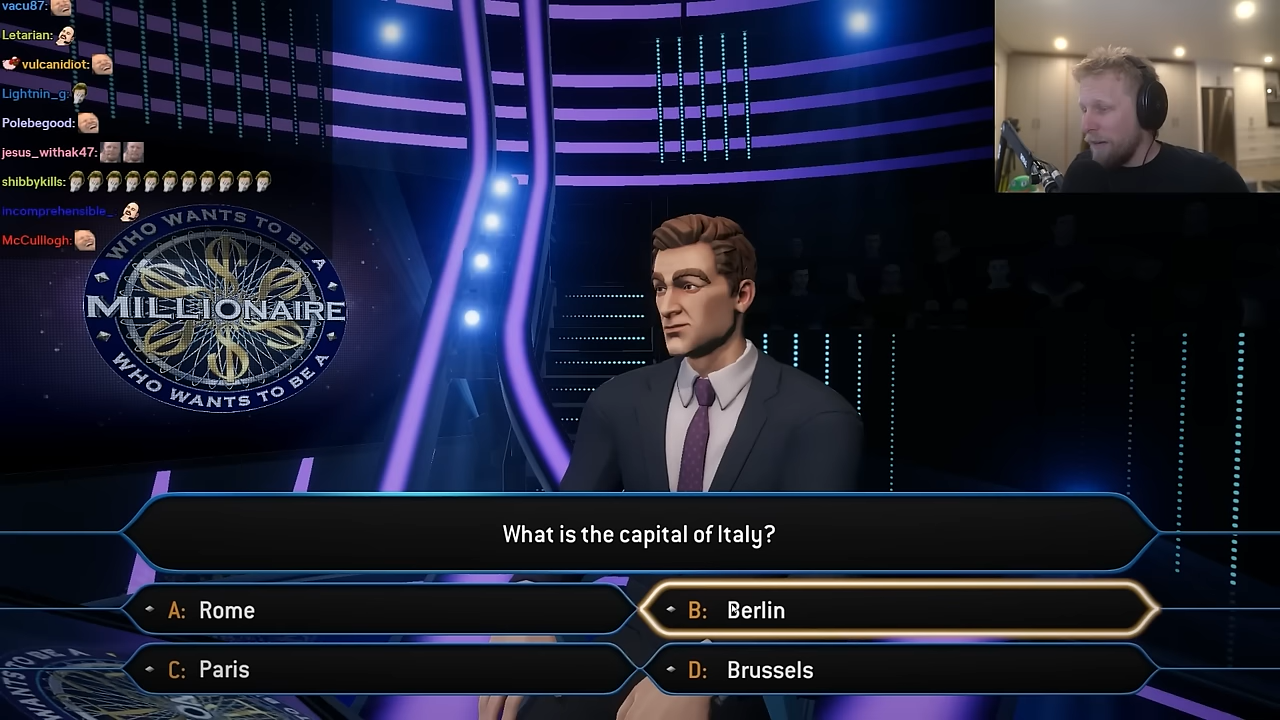 vacu87:
Letarian:
vulcanidiot:
Lightnin_g:
Polebegood:
jesus_withak47:
shibbykills:
incomprehensible_
McCulllogh:
WHO WANTS TO BE A
MILLIONAIRE
WHO WANTS TO BE A
What is the capital of Italy?
A: Rome
B: Berlin
C: Paris
D: Brussels